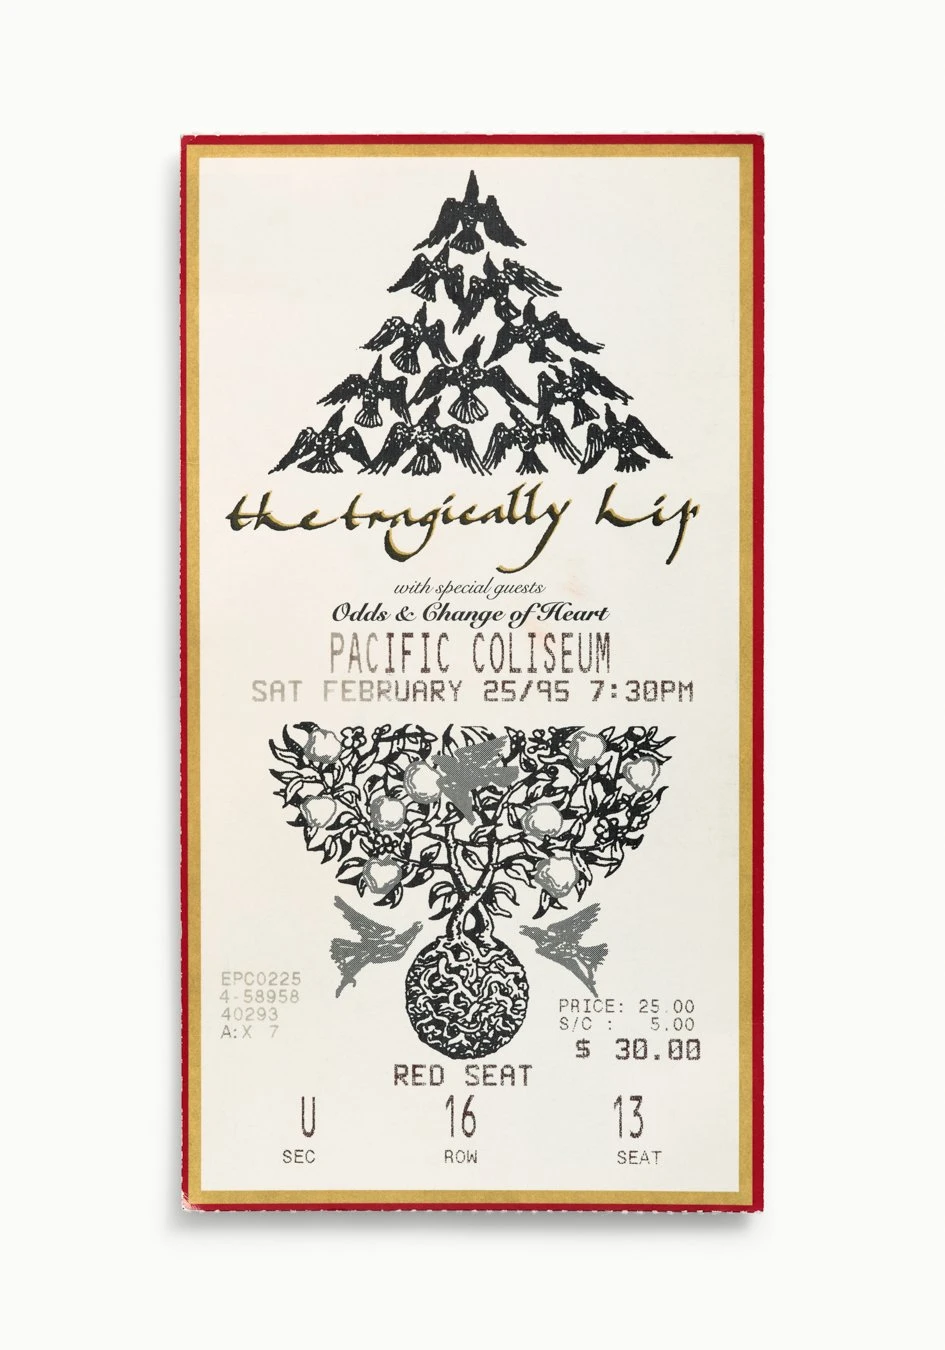 the tragically hip
with special guests
Odds & Change of Heart
PACIFIC COLISEUM
SAT FEBRUARY 25/95 7:30PM
EPC0225
4-58958
40293
A:X 7
PRICE: 25.00
S/C : 5.00
$ 30.00
RED SEAT
U 16 13
SEC ROW SEAT